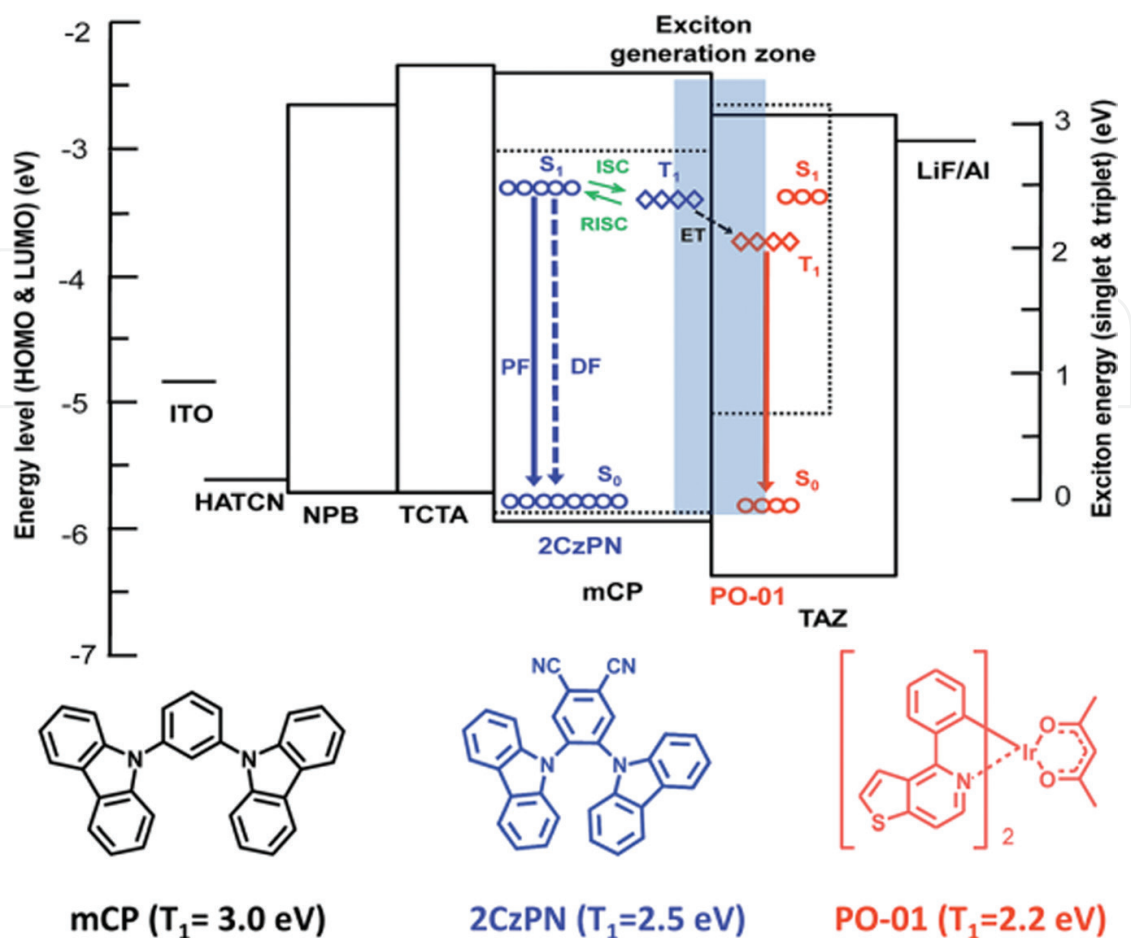 Exciton
generation zone
Energy level (HOMO & LUMO) (eV)
-2
-3
-4
-5
-6
-7
Exciton energy (singlet & triplet) (eV)
3
2
1
0
ITO
HATCN
NPB
TCTA
S1
ISC
RISC
T1
ET
PF
DF
S0
2CzPN
mCP
S1
T1
S0
PO-01
TAZ
LiF/Al
N
N
NC
CN
N
N
S
N
Ir
O
O
2
mCP (T1= 3.0 eV)
2CzPN (T1=2.5 eV)
PO-01 (T1=2.2 eV)